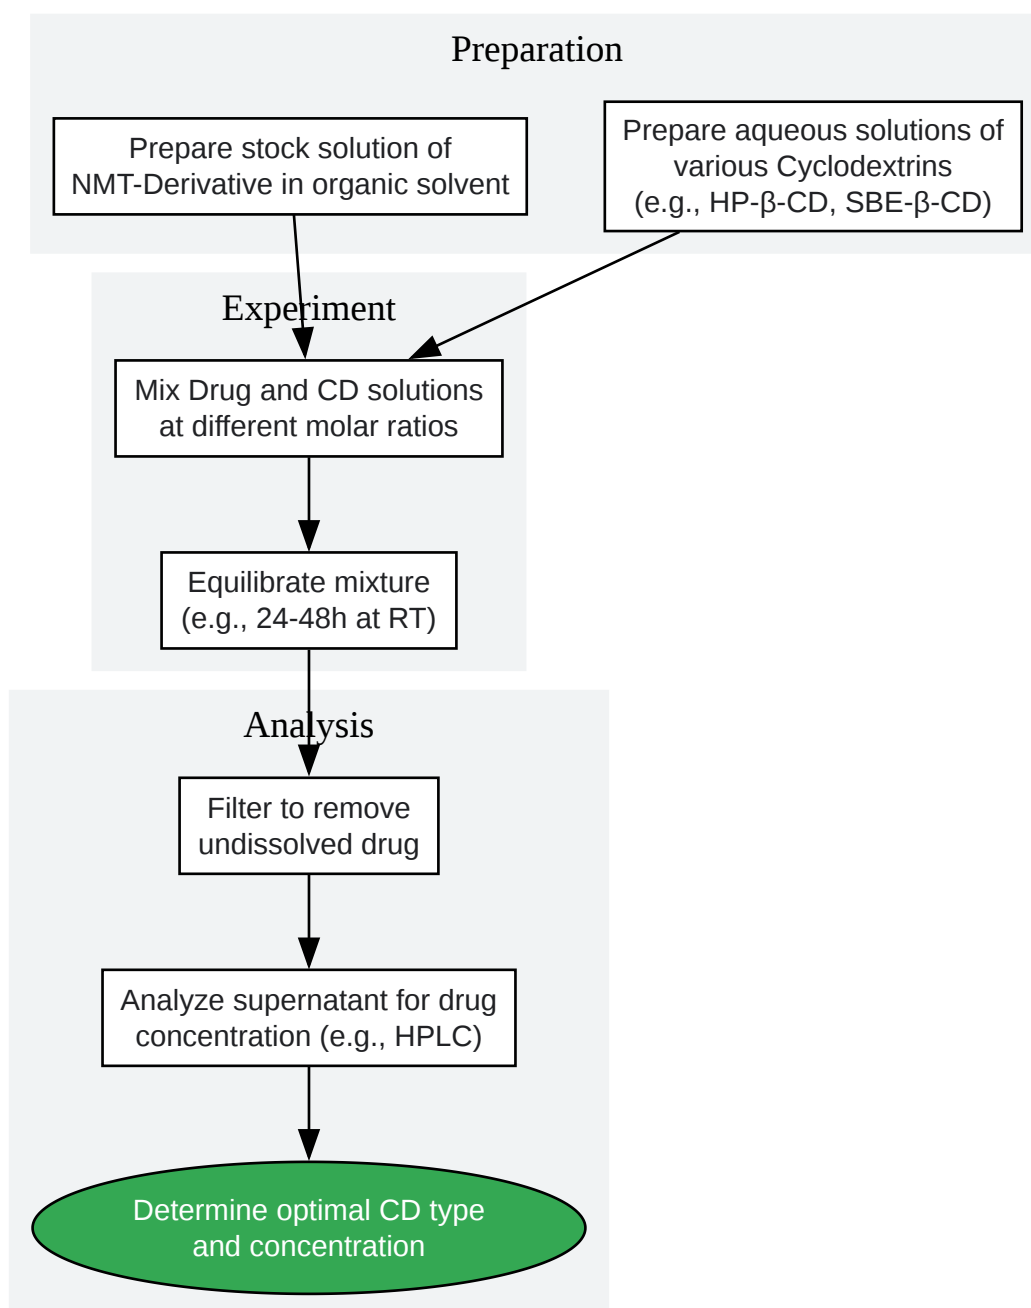 Preparation
Prepare stock solution of
NMT-Derivative in organic solvent
Prepare aqueous solutions of
various Cyclodextrins
(e.g., HP-β-CD, SBE-β-CD)
Experiment
Mix Drug and CD solutions
at different molar ratios
Equilibrate mixture
(e.g., 24-48h at RT)
Analysis
Filter to remove
undissolved drug
Analyze supernatant for drug
concentration (e.g., HPLC)
Determine optimal CD type
and concentration